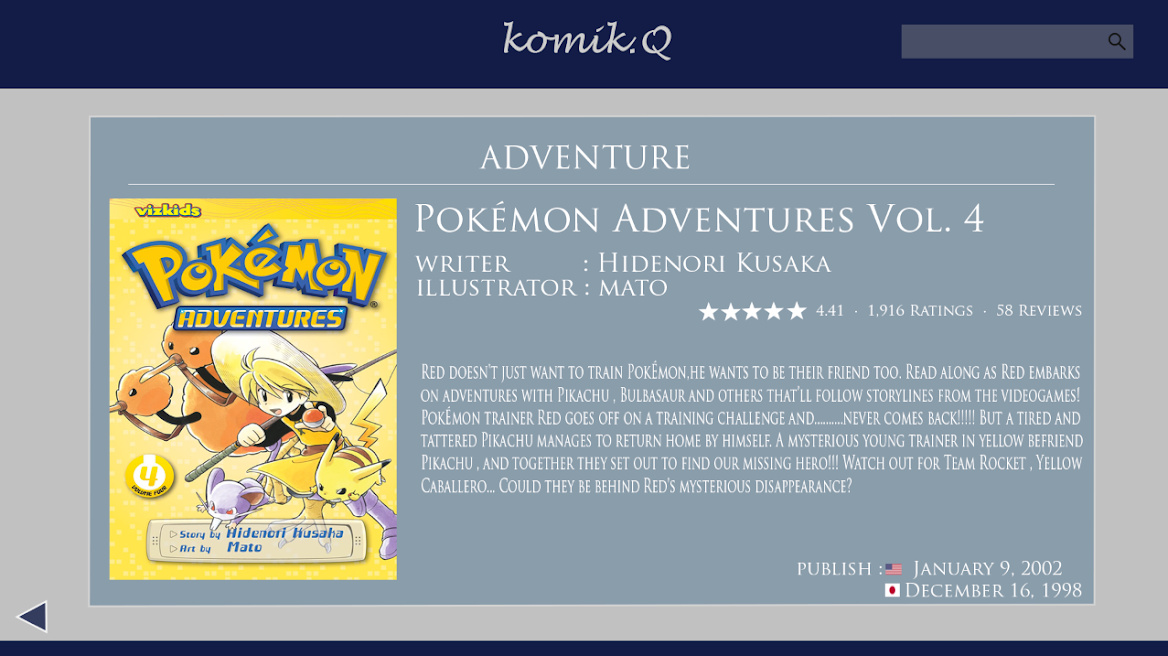 komik.Q
ADVENTURE
vizkids
POKÉMON
ADVENTURES
4
VOLUME FOUR
Story by Hidenori Kusaka
Art by Mato
POKÉMON ADVENTURES VOL. 4
WRITER : HIDENORI KUSAKA
ILLUSTRATOR : MATO
4.41 · 1,916 RATINGS · 58 REVIEWS
RED DOESN'T JUST WANT TO TRAIN POKÉMON,HE WANTS TO BE THEIR FRIEND TOO. READ ALONG AS RED EMBARKS
ON ADVENTURES WITH PIKACHU , BULBASAUR AND OTHERS THAT'LL FOLLOW STORYLINES FROM THE VIDEOGAMES!
POKÉMON TRAINER RED GOES OFF ON A TRAINING CHALLENGE AND..........NEVER COMES BACK!!!!! BUT A TIRED AND
TATTERED PIKACHU MANAGES TO RETURN HOME BY HIMSELF. A MYSTERIOUS YOUNG TRAINER IN YELLOW BEFRIEND
PIKACHU , AND TOGETHER THEY SET OUT TO FIND OUR MISSING HERO!!! WATCH OUT FOR TEAM ROCKET , YELLOW
CABALLERO... COULD THEY BE BEHIND RED'S MYSTERIOUS DISAPPEARANCE?
PUBLISH : JANUARY 9, 2002
DECEMBER 16, 1998